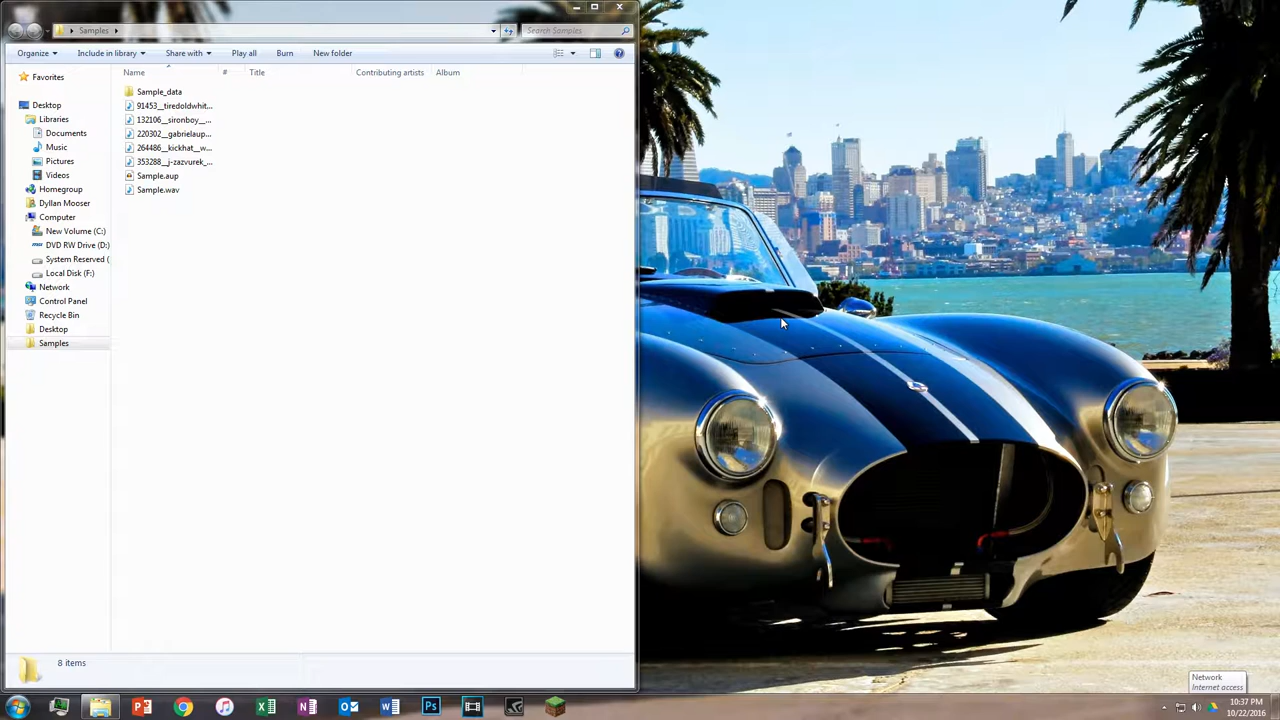 Samples
Search Samples
Organize
Include in library
Share with
Play all
Burn
New folder
Name
#
Title
Contributing artists
Album
Favorites
Desktop
Libraries
Documents
Music
Pictures
Videos
Homegroup
Dyllan Mooser
Computer
New Volume (C:)
DVD RW Drive (D:)
System Reserved (
Local Disk (F:)
Network
Control Panel
Recycle Bin
Desktop
Samples
Sample_data
91453__tiredoldwhit...
132106__sironboy__...
220302__gabrielaup...
264486__kickhat__w...
353288__j-zazvurek_...
Sample.aup
Sample.wav
8 items
Network
Internet access
Ps
10:37 PM
10/22/2016